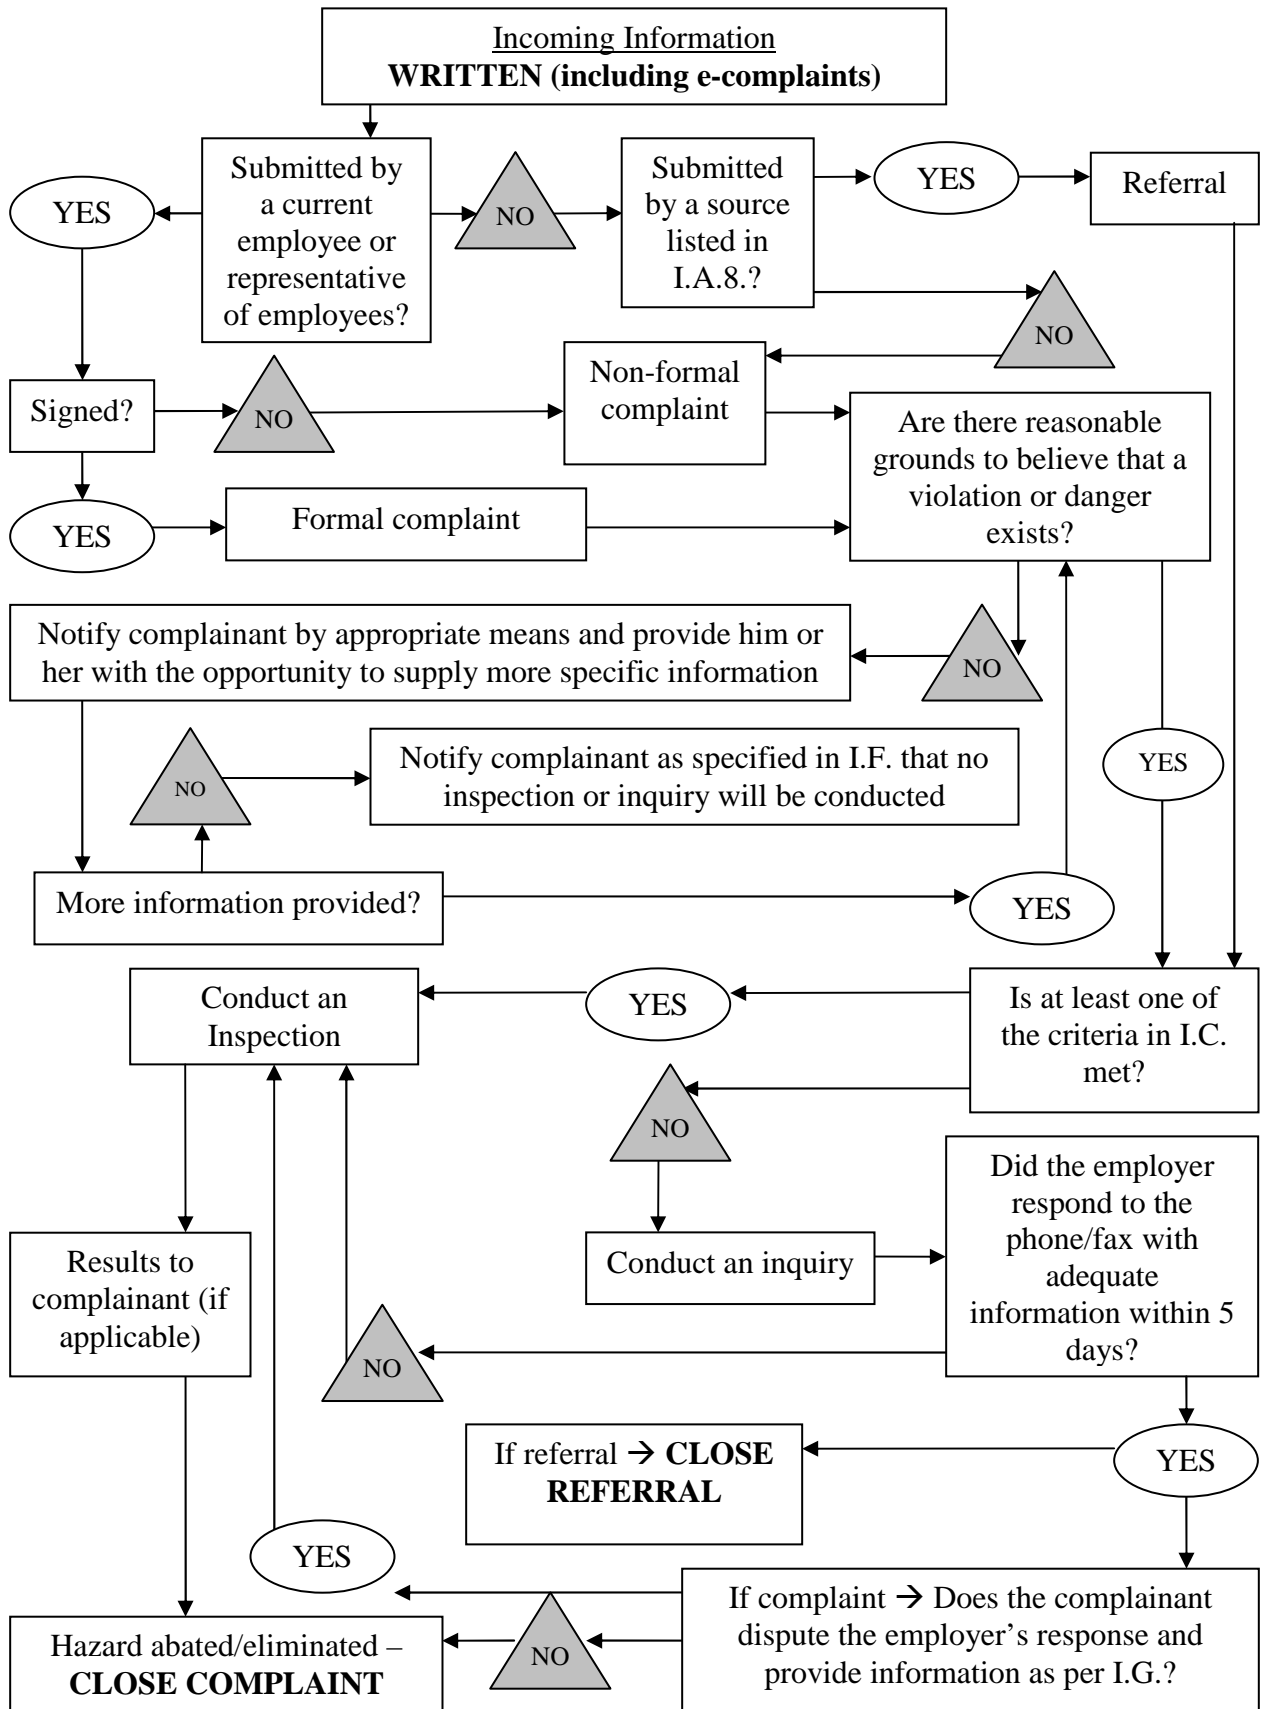 Incoming Information
WRITTEN (including e-complaints)
Submitted by
a current
employee or
representative
of employees?
NO
Submitted
by a source
listed in
I.A.8.?
YES
Referral
YES
NO
Signed?
NO
Non-formal
complaint
Are there reasonable
grounds to believe that a
violation or danger
exists?
YES
Formal complaint
Notify complainant by appropriate means and provide him or
her with the opportunity to supply more specific information
NO
NO
Notify complainant as specified in I.F. that no
inspection or inquiry will be conducted
YES
More information provided?
YES
Conduct an
Inspection
YES
Is at least one of
the criteria in I.C.
met?
NO
Results to
complainant (if
applicable)
Conduct an inquiry
Did the employer
respond to the
phone/fax with
adequate
information within 5
days?
NO
If referral → CLOSE
REFERRAL
YES
YES
Hazard abated/eliminated –
CLOSE COMPLAINT
NO
If complaint → Does the complainant
dispute the employer’s response and
provide information as per I.G.?